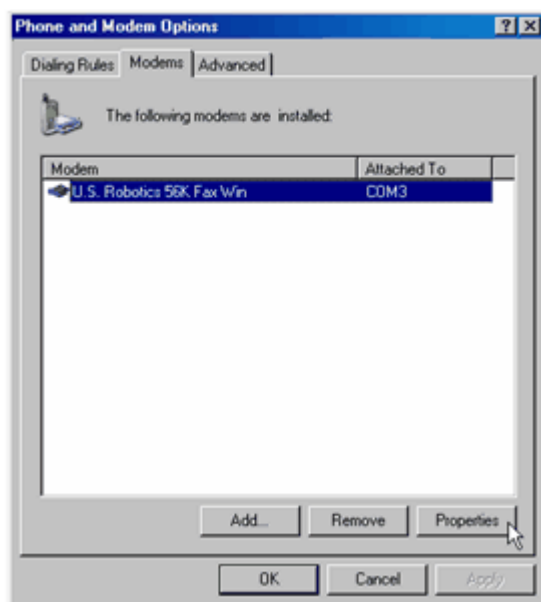 Phone and Modem Options
Dialing Rules Modems Advanced
The following modems are installed:
Modem Attached To
U.S. Robotics 56K Fax Win COM3
Add... Remove Properties
OK Cancel Apply